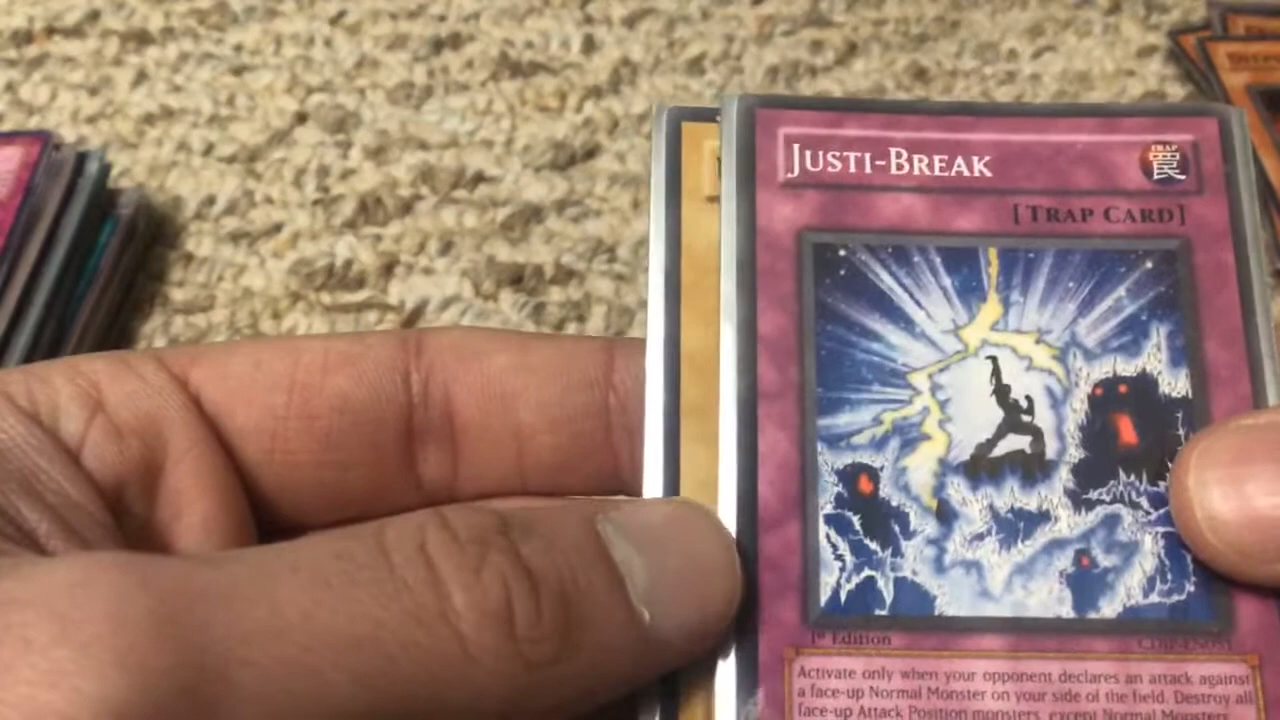 JUSTI-BREAK
TRAP
罠
[TRAP CARD]
1st Edition
Activate only when your opponent declares an attack against
a face-up Normal Monster on your side of the field. Destroy all
face-up Attack Position monsters, except Normal Monsters